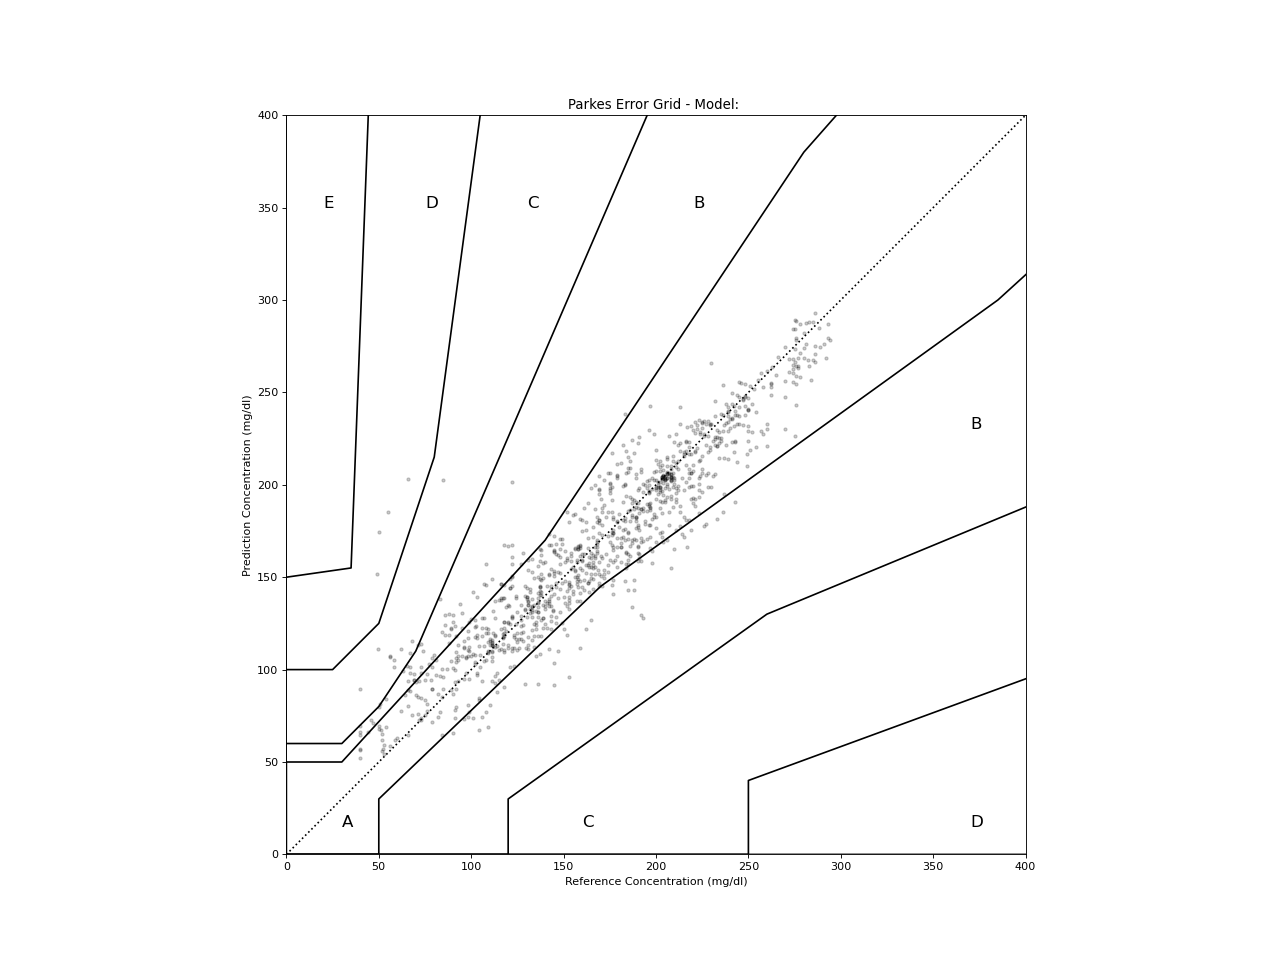 Parkes Error Grid - Model:
400
350
300
250
200
150
100
50
0
Prediction Concentration (mg/dl)
E
D
C
B
B
A
C
D
0
50
100
150
200
250
300
350
400
Reference Concentration (mg/dl)